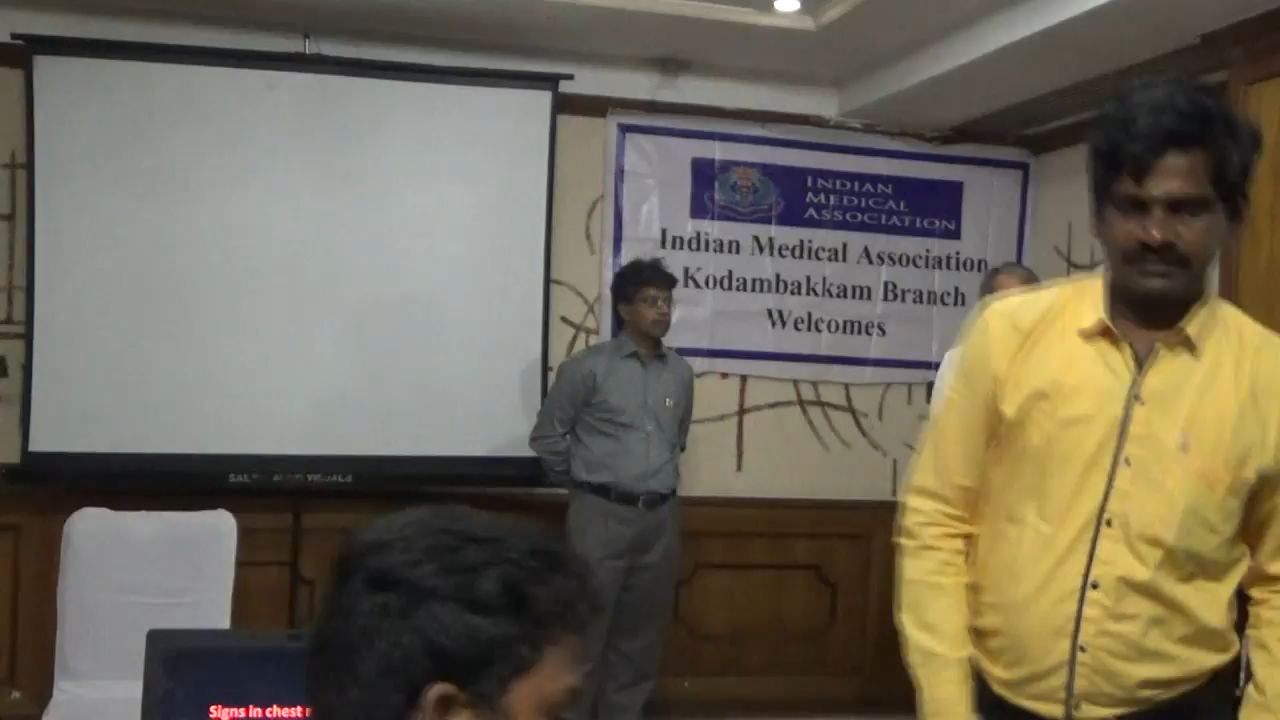 INDIAN
MEDICAL
ASSOCIATION
Indian Medical Association
Kodambakkam Branch
Welcomes
Signs in chest